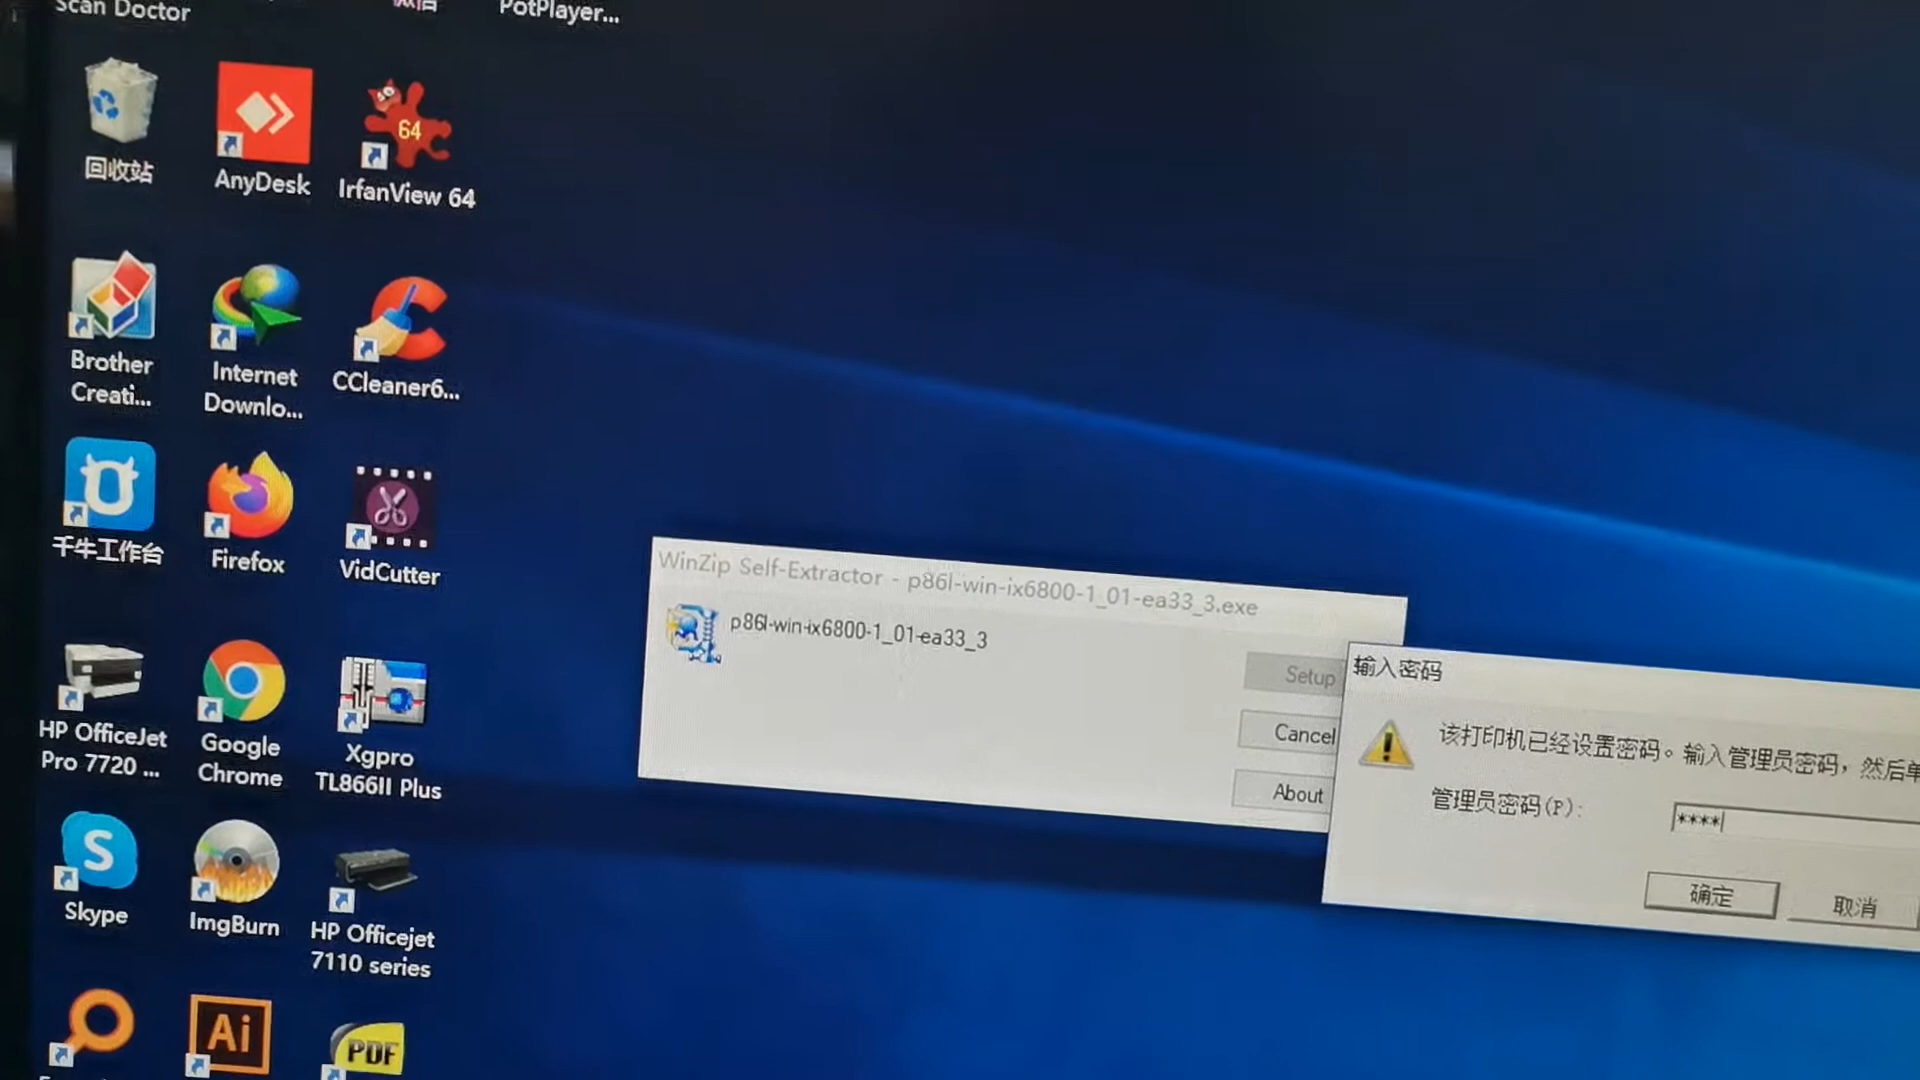 Scan Doctor
微信
PotPlayer...
回收站
AnyDesk
64
IrfanView 64
Brother
Creati...
Internet
Downlo...
CCleaner6...
千牛工作台
Firefox
VidCutter
HP OfficeJet
Pro 7720 ...
Google
Chrome
Xgpro
TL866II Plus
S
Skype
ImgBurn
HP Officejet
7110 series
Ai
PDF
WinZip Self-Extractor - p86l-win-ix6800-1_01-ea33_3.exe
p86l-win-ix6800-1_01-ea33_3
Setup
Cancel
About
输入密码
该打印机已经设置密码。输入管理员密码，然后单
管理员密码(P):
****
确定
取消